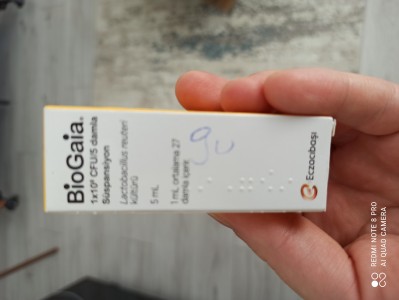 BioGaia®
1x10⁸ CFU/5 damla
Süspansiyon
Lactobacillus reuteri
kültürü
5 mL
1 mL ortalama 27
damla içerir
Eczacıbaşı
REDMI NOTE 8 PRO
AI QUAD CAMERA